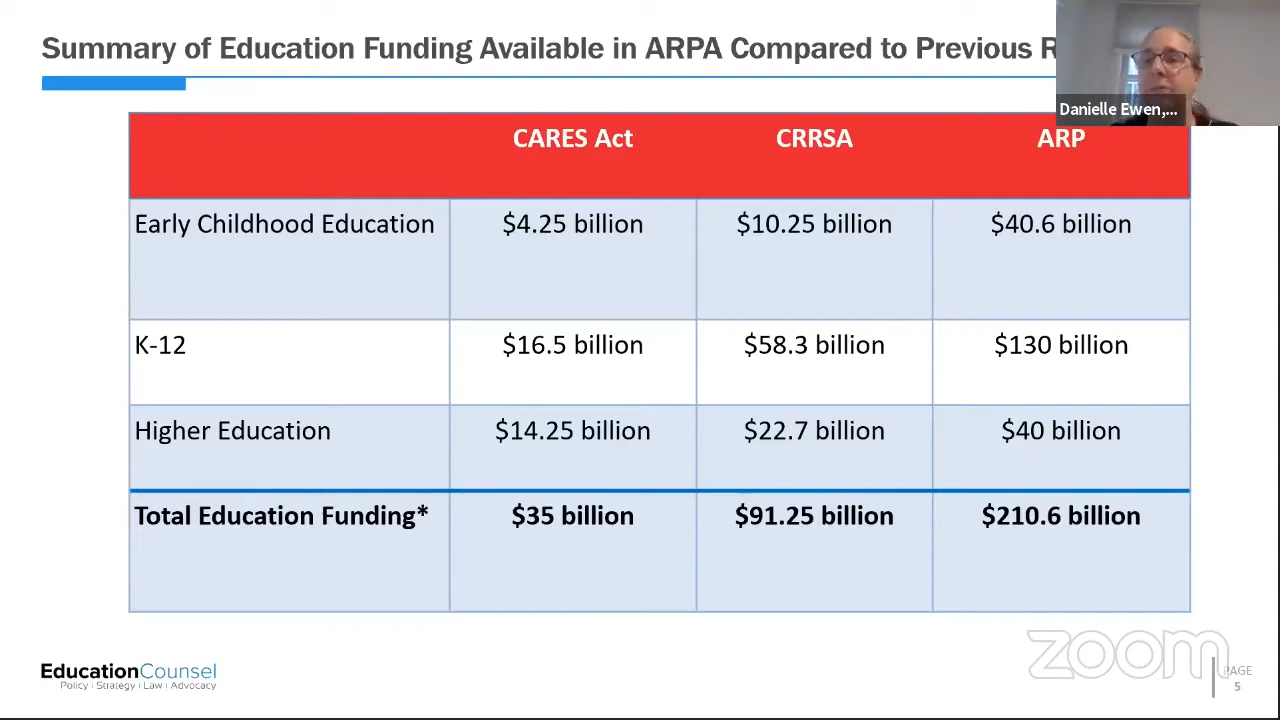 Summary of Education Funding Available in ARPA Compared to Previous R
Danielle Ewen,...
CARES Act CRRSA ARP
Early Childhood Education $4.25 billion $10.25 billion $40.6 billion
K-12 $16.5 billion $58.3 billion $130 billion
Higher Education $14.25 billion $22.7 billion $40 billion
Total Education Funding* $35 billion $91.25 billion $210.6 billion
EducationCounsel
Policy | Strategy | Law | Advocacy
zoom
PAGE
5